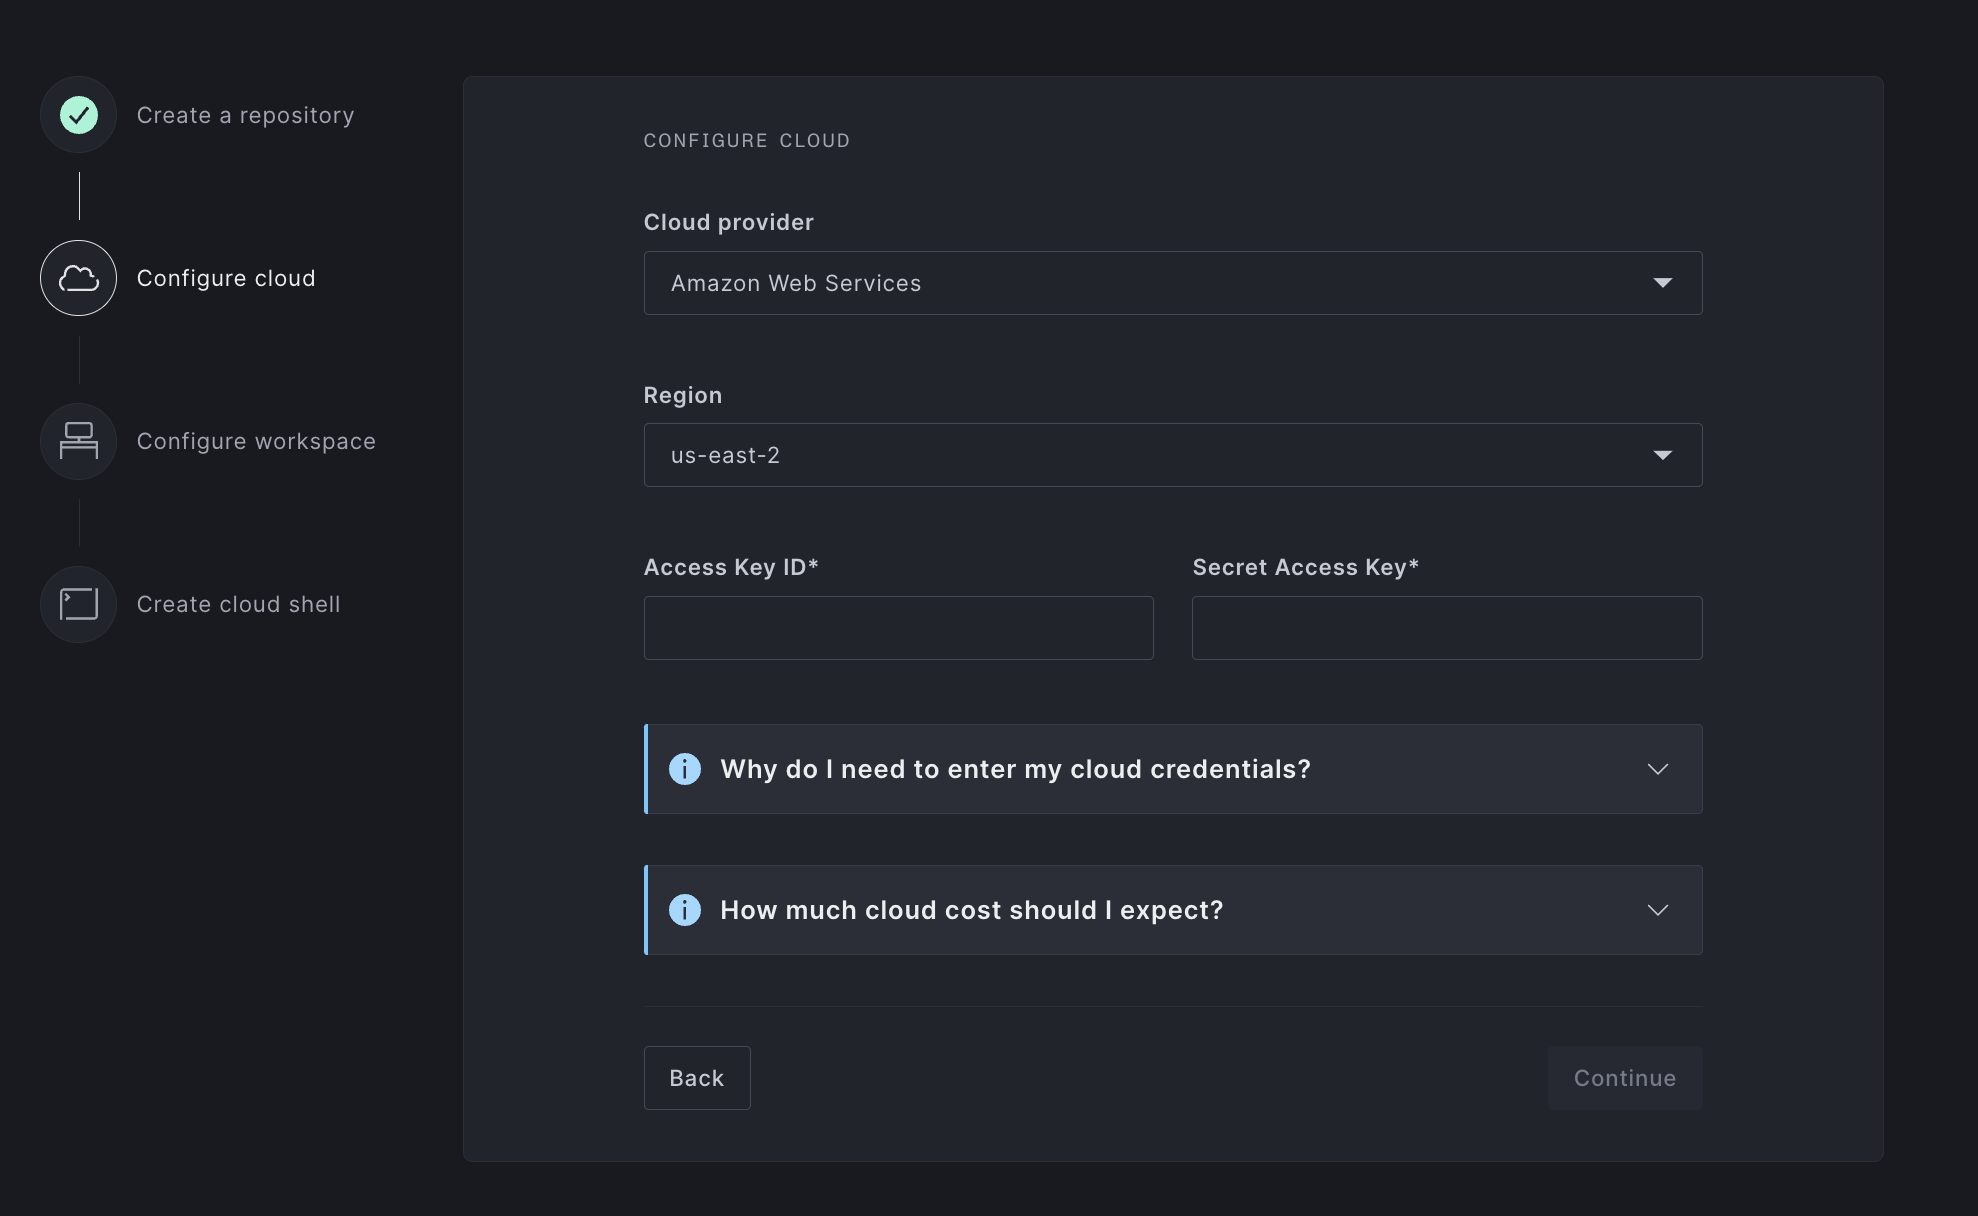 Create a repository
Configure cloud
Configure workspace
Create cloud shell
CONFIGURE CLOUD
Cloud provider
Amazon Web Services
Region
us-east-2
Access Key ID*
Secret Access Key*
Why do I need to enter my cloud credentials?
How much cloud cost should I expect?
Back
Continue